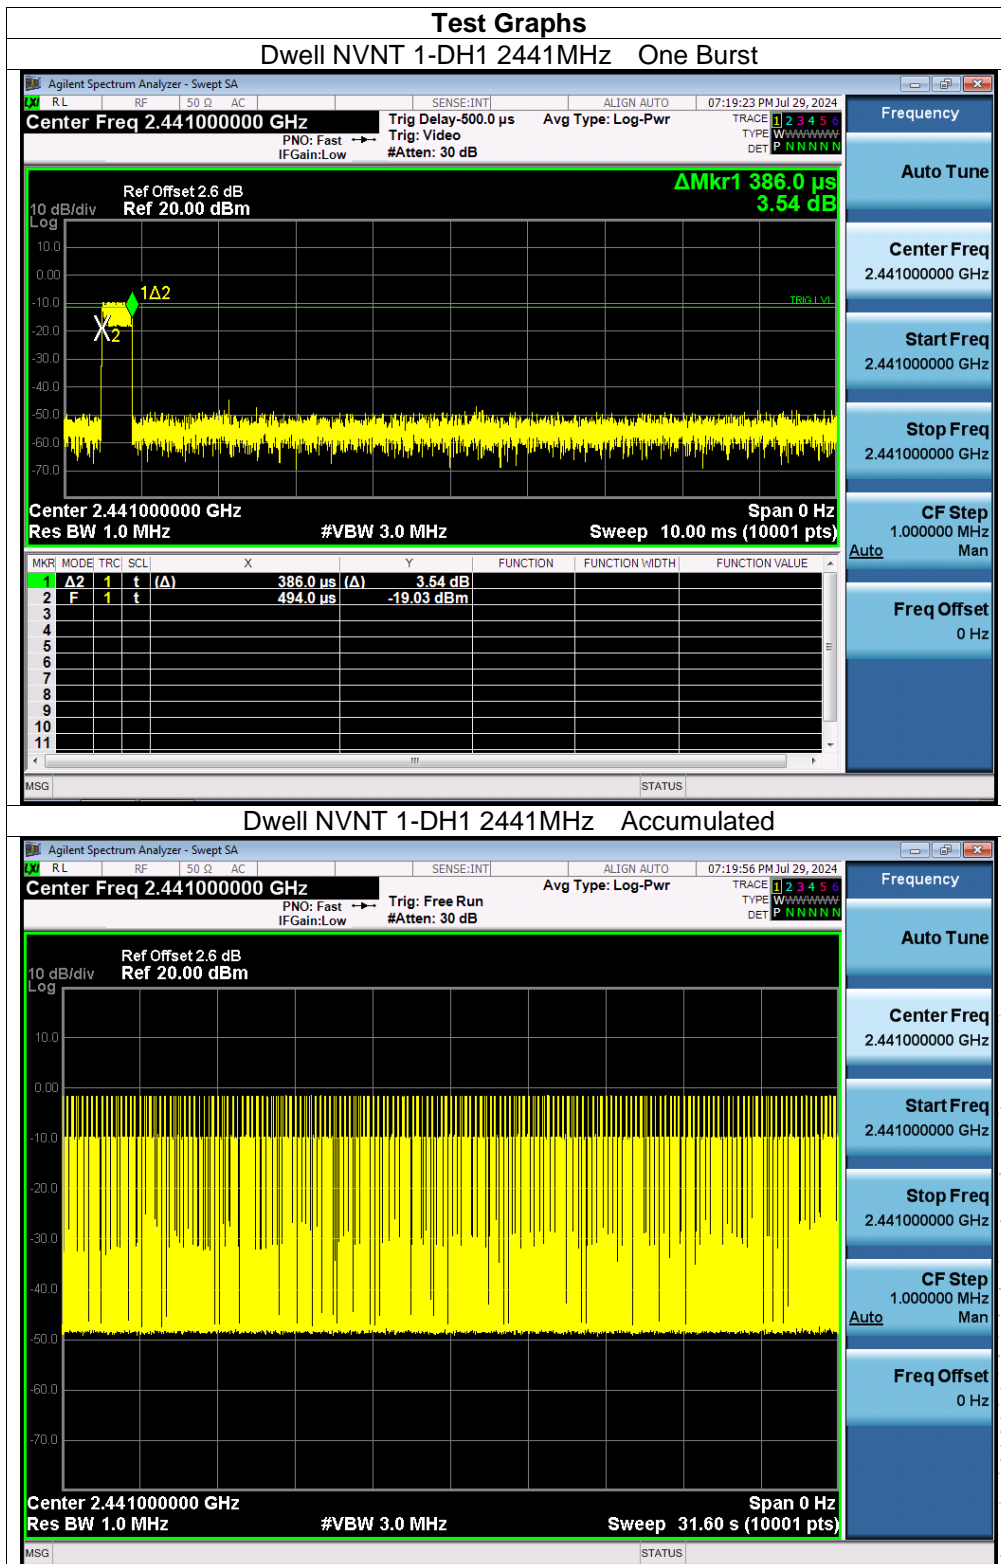 Test Graphs
Dwell NVNT 1-DH1 2441MHz One Burst
Agilent Spectrum Analyzer - Swept SA
LXI RL RF 50 Ω AC SENSE:INT ALIGN AUTO 07:19:23 PM Jul 29, 2024
Center Freq 2.441000000 GHz
PNO: Fast
IFGain:Low
Trig Delay-500.0 µs
Trig: Video
#Atten: 30 dB
Avg Type: Log-Pwr
TRACE 1 2 3 4 5 6
TYPE WWWWWW
DET P N N N N N
Frequency
Auto Tune
Center Freq
2.441000000 GHz
Start Freq
2.441000000 GHz
Stop Freq
2.441000000 GHz
CF Step
1.000000 MHz
Auto Man
Freq Offset
0 Hz
ΔMkr1 386.0 µs
3.54 dB
Ref Offset 2.6 dB
10 dB/div Ref 20.00 dBm
Log
10.0
0.00
-10.0
-20.0
-30.0
-40.0
-50.0
-60.0
-70.0
1Δ2
2
TRIG LVL
Center 2.441000000 GHz Span 0 Hz
Res BW 1.0 MHz #VBW 3.0 MHz Sweep 10.00 ms (10001 pts)
MKR MODE TRC SCL X Y FUNCTION FUNCTION WIDTH FUNCTION VALUE
1 Δ2 1 t (Δ) 386.0 µs (Δ) 3.54 dB
2 F 1 t 494.0 µs -19.03 dBm
3
4
5
6
7
8
9
10
11
MSG STATUS
Dwell NVNT 1-DH1 2441MHz Accumulated
Agilent Spectrum Analyzer - Swept SA
LXI RL RF 50 Ω AC SENSE:INT ALIGN AUTO 07:19:56 PM Jul 29, 2024
Center Freq 2.441000000 GHz
PNO: Fast
IFGain:Low
Trig: Free Run
#Atten: 30 dB
Avg Type: Log-Pwr
TRACE 1 2 3 4 5 6
TYPE WWWWWW
DET P N N N N N
Frequency
Auto Tune
Center Freq
2.441000000 GHz
Start Freq
2.441000000 GHz
Stop Freq
2.441000000 GHz
CF Step
1.000000 MHz
Auto Man
Freq Offset
0 Hz
Ref Offset 2.6 dB
10 dB/div Ref 20.00 dBm
Log
10.0
0.00
-10.0
-20.0
-30.0
-40.0
-50.0
-60.0
-70.0
Center 2.441000000 GHz Span 0 Hz
Res BW 1.0 MHz #VBW 3.0 MHz Sweep 31.60 s (10001 pts)
MSG STATUS